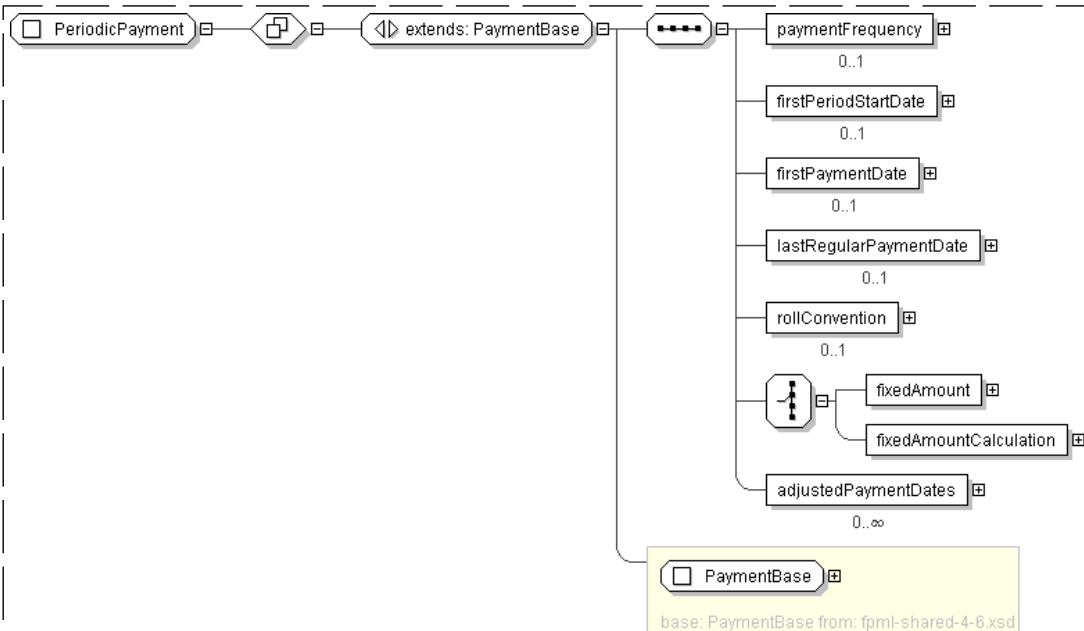 PeriodicPayment
extends: PaymentBase
paymentFrequency
0..1
firstPeriodStartDate
0..1
firstPaymentDate
0..1
lastRegularPaymentDate
0..1
rollConvention
0..1
fixedAmount
fixedAmountCalculation
adjustedPaymentDates
0..∞
PaymentBase
base: PaymentBase from: fpml-shared-4-6.xsd